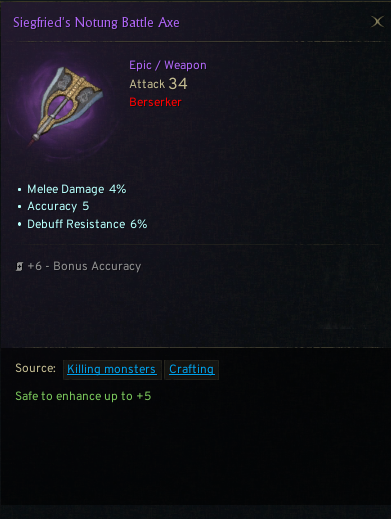 Siegfried's Notung Battle Axe
Epic / Weapon
Attack 34
Berserker
• Melee Damage 4%
• Accuracy 5
• Debuff Resistance 6%
+6 - Bonus Accuracy
Source: Killing monsters Crafting
Safe to enhance up to +5